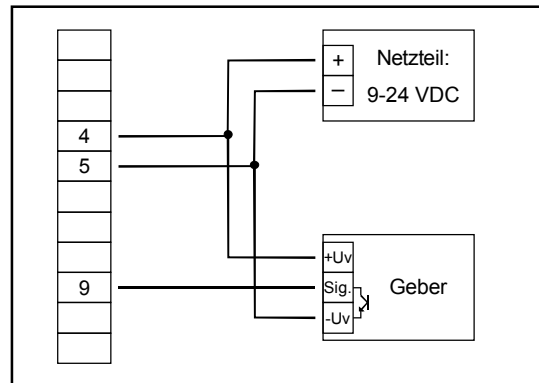 + Netzteil:
– 9-24 VDC
4
5
+Uv
9 Sig. Geber
-Uv